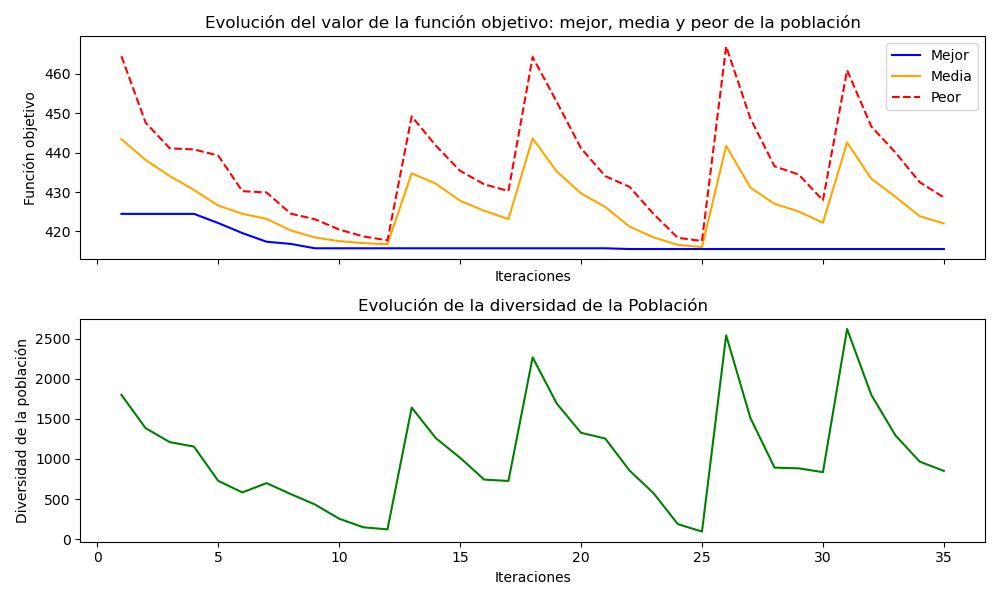 Evolución del valor de la función objetivo: mejor, media y peor de la población
Función objetivo
460
450
440
430
420
Mejor
Media
Peor
Iteraciones
Evolución de la diversidad de la Población
Diversidad de la población
2500
2000
1500
1000
500
0
0 5 10 15 20 25 30 35
Iteraciones